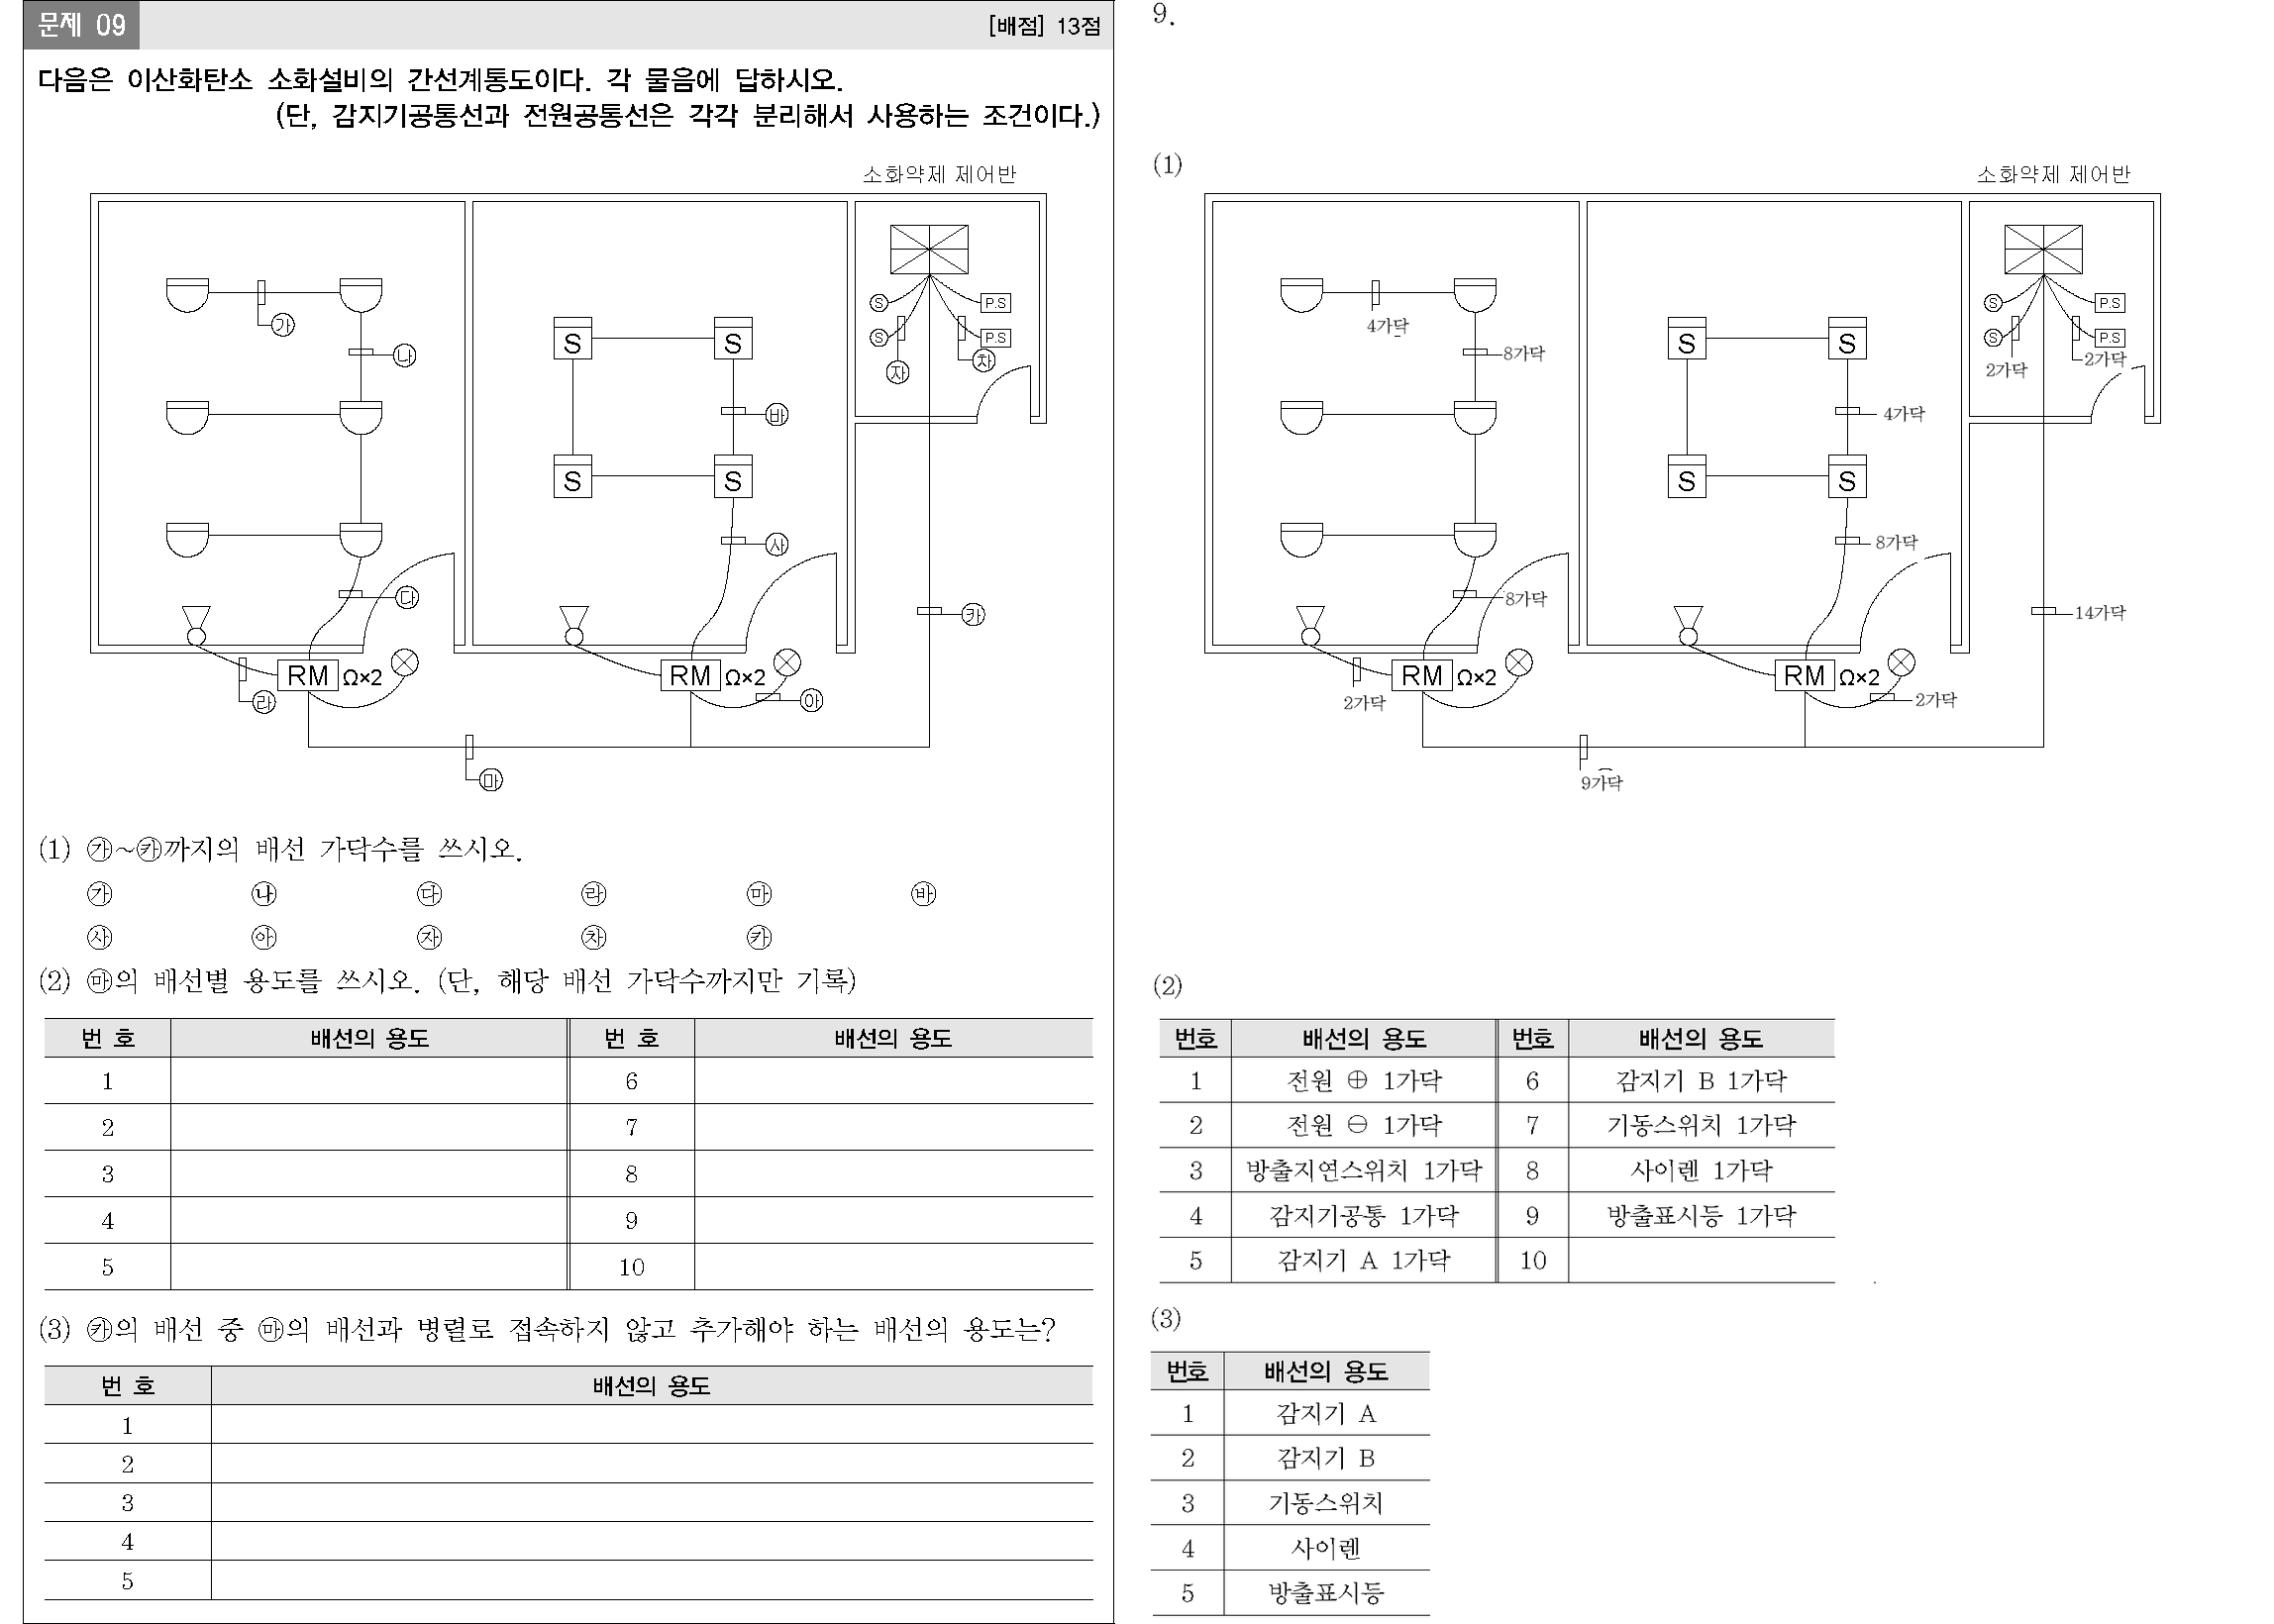 문제 09
[배점] 13점
다음은 이산화탄소 소화설비의 간선계통도이다. 각 물음에 답하시오.
(단, 감지기공통선과 전원공통선은 각각 분리해서 사용하는 조건이다.)
소화약제 제어반
S P.S
S P.S
㉮
㉯
㉶ ㉷
S S
㉳
S S
㉴
㉰
㉸
RM Ω×2
RM Ω×2
㉱
㉵
㉲
(1) ㉮~㉸까지의 배선 가닥수를 쓰시오.
㉮ ㉯ ㉰ ㉱ ㉲ ㉳
㉴ ㉵ ㉶ ㉷ ㉸
(2) ㉲의 배선별 용도를 쓰시오. (단, 해당 배선 가닥수까지만 기록)
번 호 배선의 용도 번 호 배선의 용도
1 6
2 7
3 8
4 9
5 10
(3) ㉸의 배선 중 ㉲의 배선과 병렬로 접속하지 않고 추가해야 하는 배선의 용도는?
번 호 배선의 용도
1
2
3
4
5
9.
(1)
소화약제 제어반
S P.S
S P.S
4가닥
8가닥
2가닥 2가닥
S S
4가닥
S S
8가닥
8가닥
14가닥
RM Ω×2
RM Ω×2
2가닥
2가닥
9가닥
(2)
번호 배선의 용도 번호 배선의 용도
1 전원 ⊕ 1가닥 6 감지기 B 1가닥
2 전원 ⊖ 1가닥 7 기동스위치 1가닥
3 방출지연스위치 1가닥 8 사이렌 1가닥
4 감지기공통 1가닥 9 방출표시등 1가닥
5 감지기 A 1가닥 10
(3)
번호 배선의 용도
1 감지기 A
2 감지기 B
3 기동스위치
4 사이렌
5 방출표시등